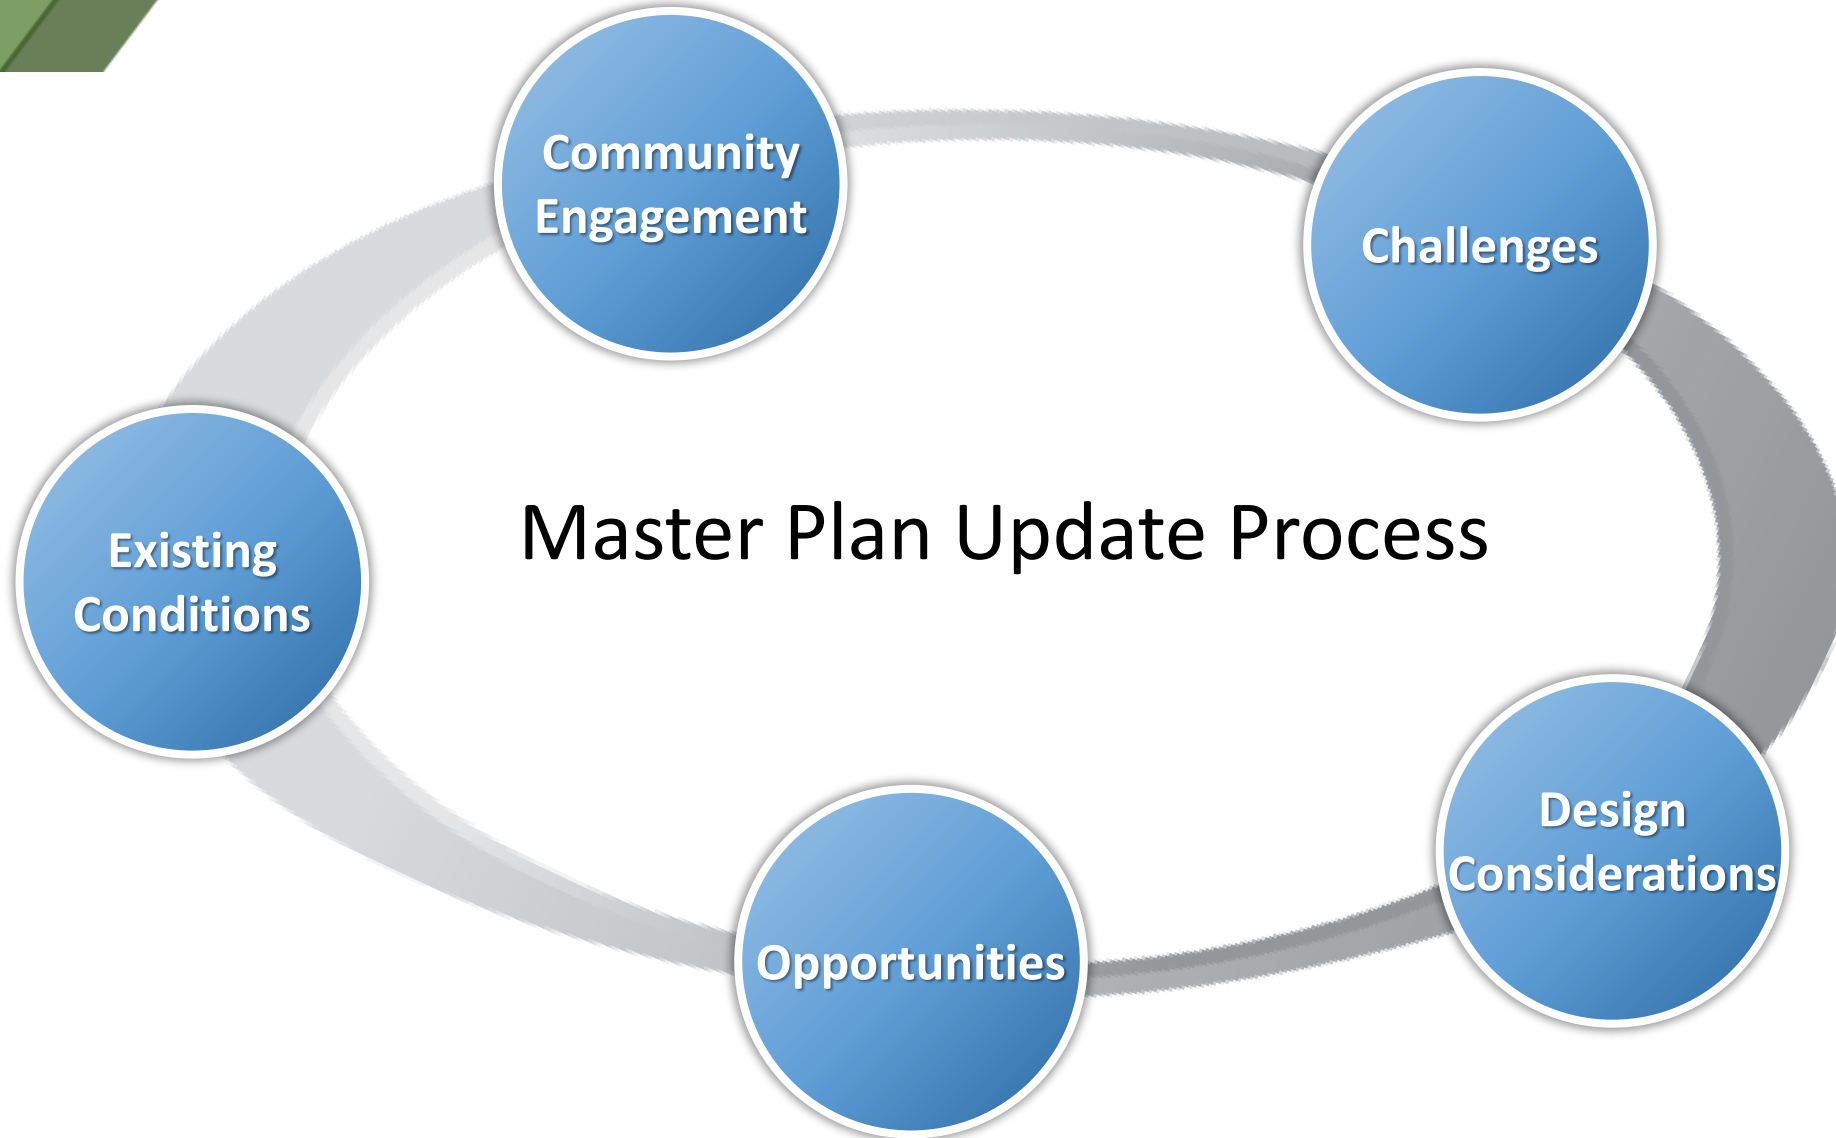 Community
Engagement
Challenges
Existing
Conditions
Master Plan Update Process
Design
Considerations
Opportunities